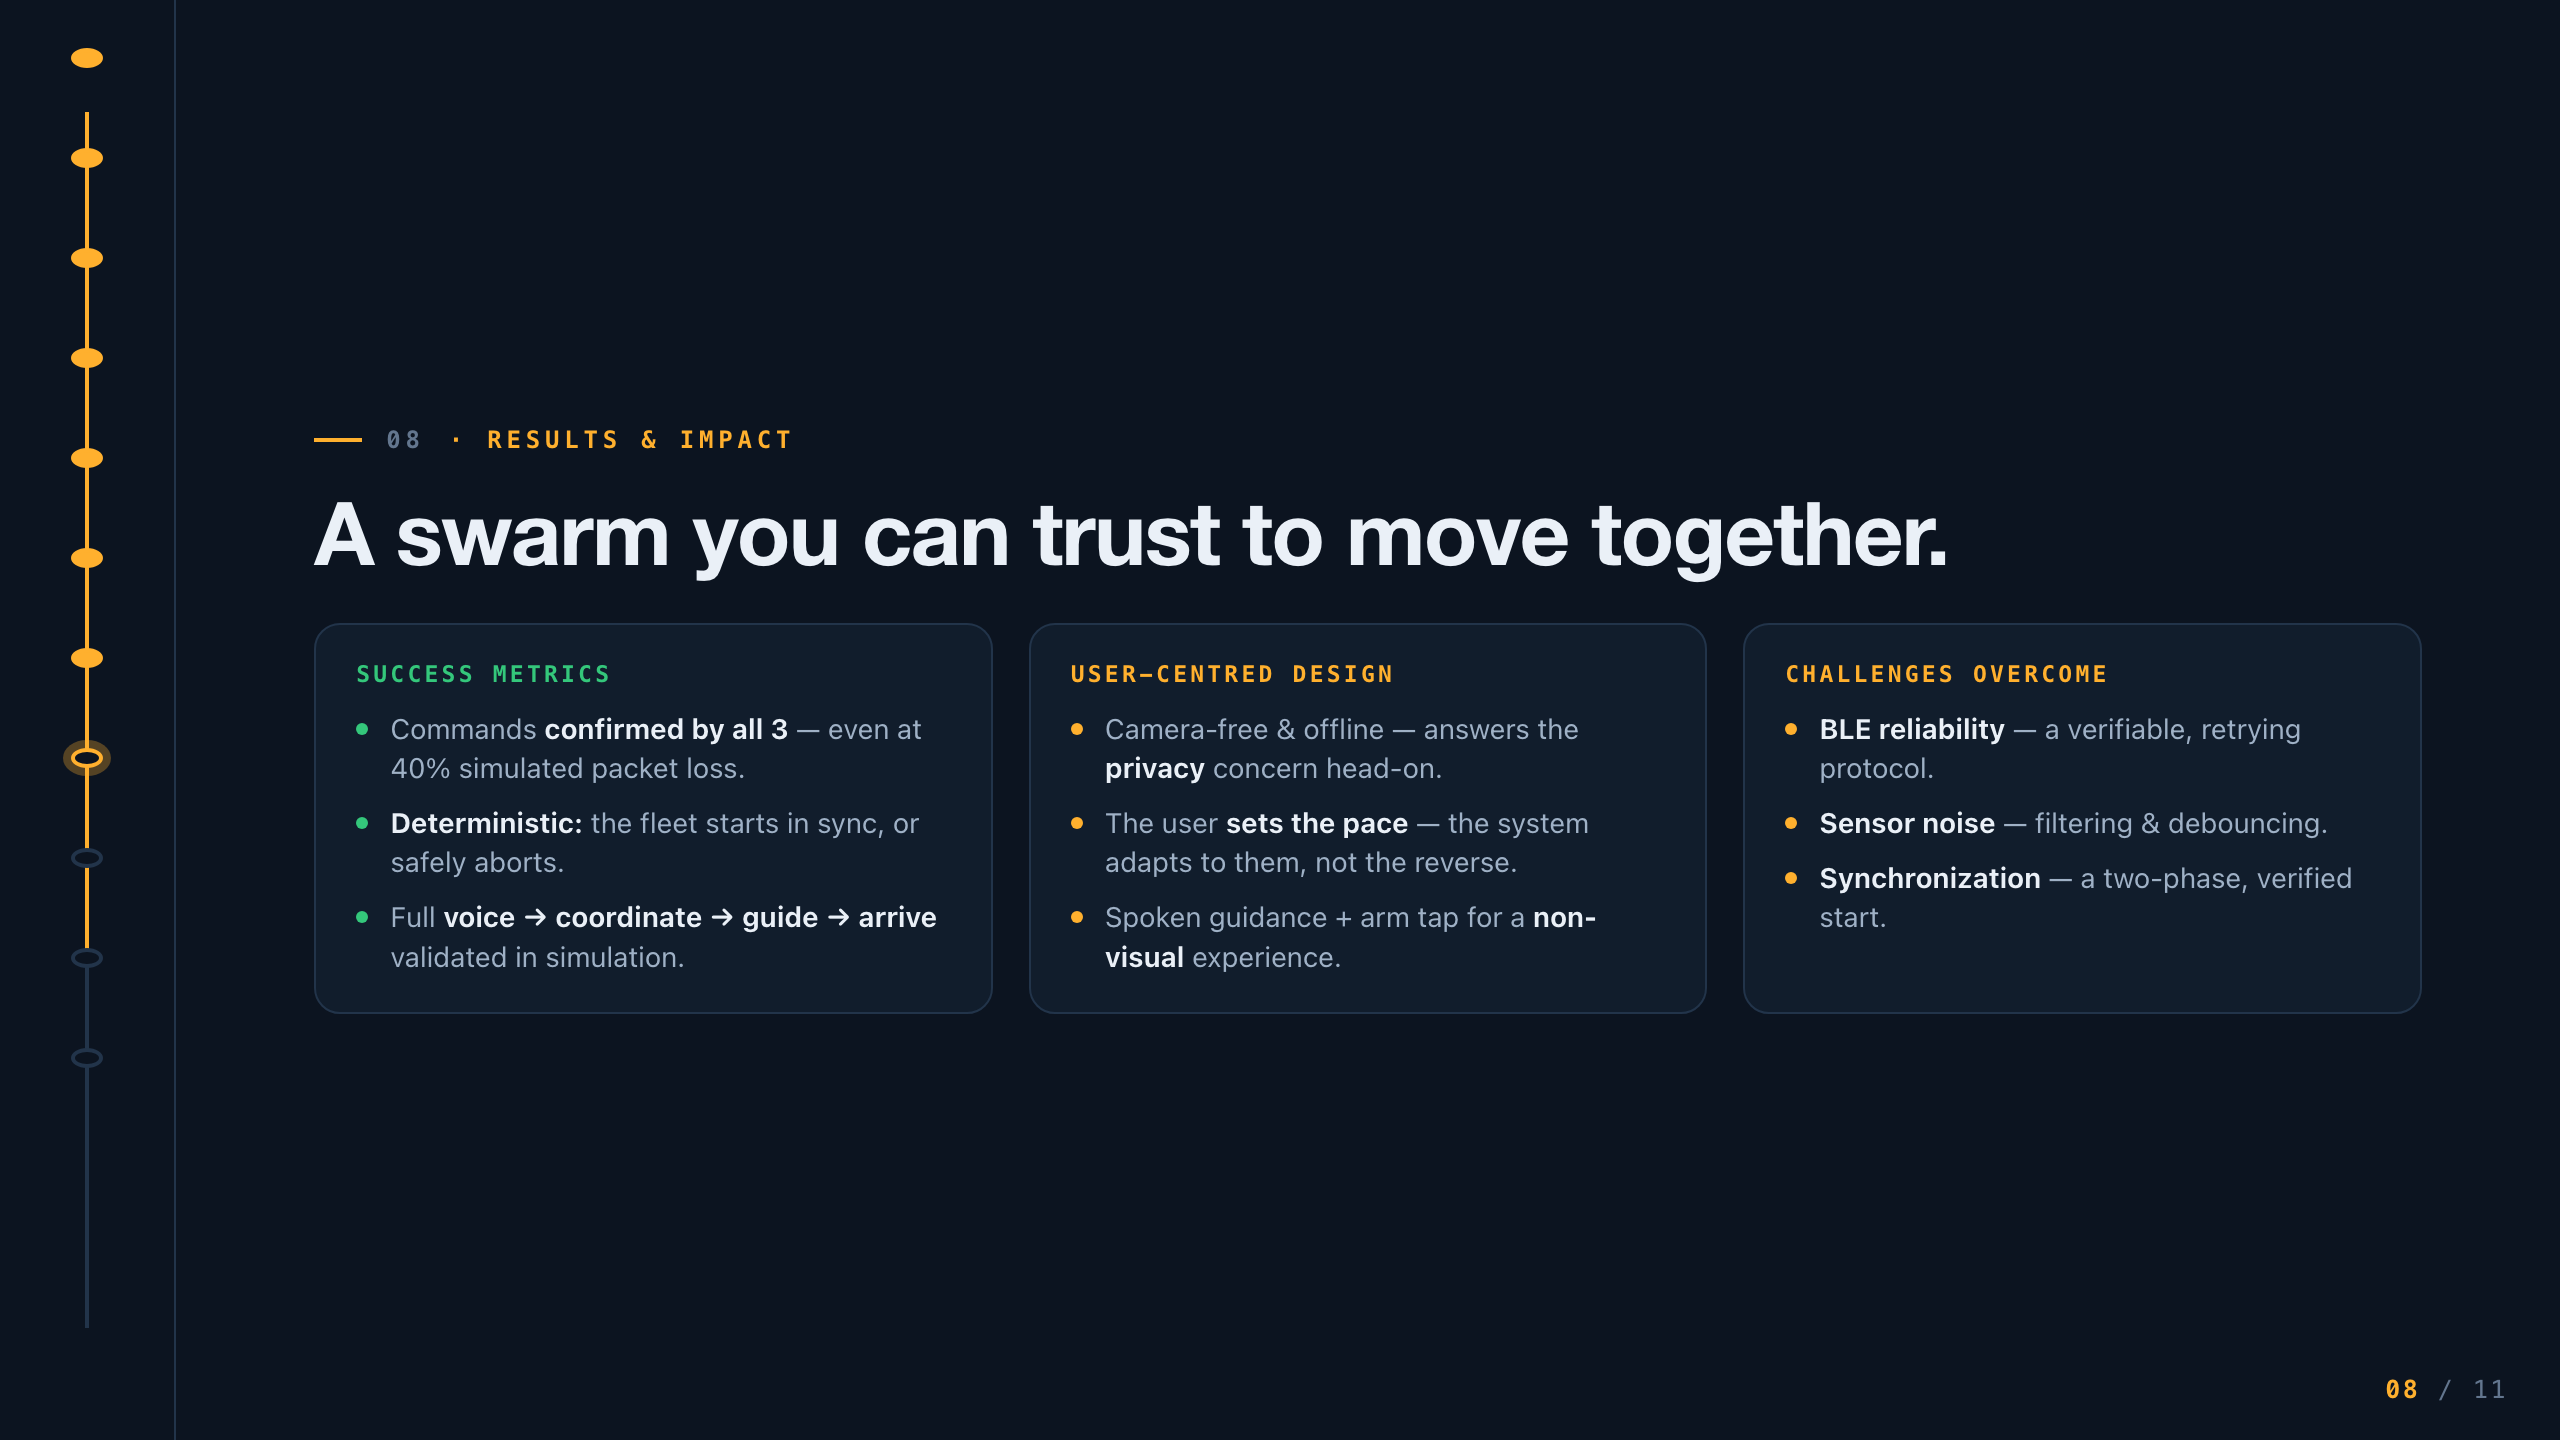 08 · RESULTS & IMPACT
A swarm you can trust to move together.
SUCCESS METRICS
Commands confirmed by all 3 — even at
40% simulated packet loss.
Deterministic: the fleet starts in sync, or
safely aborts.
Full voice → coordinate → guide → arrive
validated in simulation.
USER-CENTRED DESIGN
Camera-free & offline — answers the
privacy concern head-on.
The user sets the pace — the system
adapts to them, not the reverse.
Spoken guidance + arm tap for a non-
visual experience.
CHALLENGES OVERCOME
BLE reliability — a verifiable, retrying
protocol.
Sensor noise — filtering & debouncing.
Synchronization — a two-phase, verified
start.
08 / 11